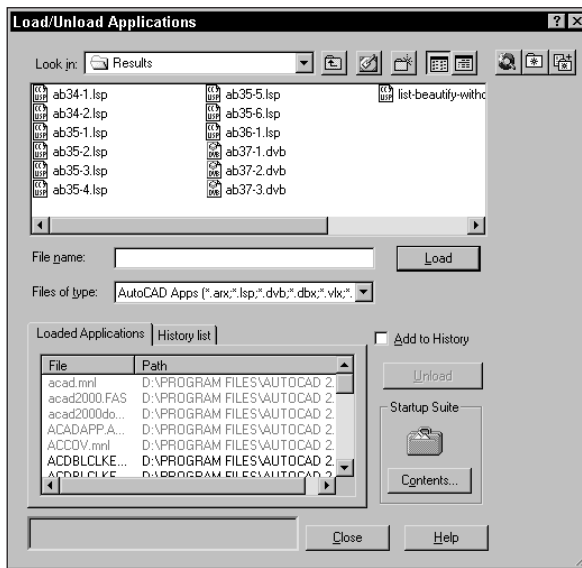 Load/Unload Applications
Look in: Results
ab34-1.lsp
ab34-2.lsp
ab35-1.lsp
ab35-2.lsp
ab35-3.lsp
ab35-4.lsp
ab35-5.lsp
ab35-6.lsp
ab36-1.lsp
ab37-1.dvb
ab37-2.dvb
ab37-3.dvb
list-beautify-witho
File name:
Load
Files of type: AutoCAD Apps (*.arx;*.lsp;*.dvb;*.dbx;*.vlx;*.
Loaded Applications History list
Add to History
File Path
acad.mnl D:\PROGRAM FILES\AUTOCAD 2.
acad2000.FAS D:\PROGRAM FILES\AUTOCAD 2.
acad2000do... D:\PROGRAM FILES\AUTOCAD 2.
ACADAPP.A... D:\PROGRAM FILES\AUTOCAD 2.
ACCOV.mnl D:\PROGRAM FILES\AUTOCAD 2.
ACDBLCLKE... D:\PROGRAM FILES\AUTOCAD 2.
Unload
Startup Suite
Contents...
Close Help